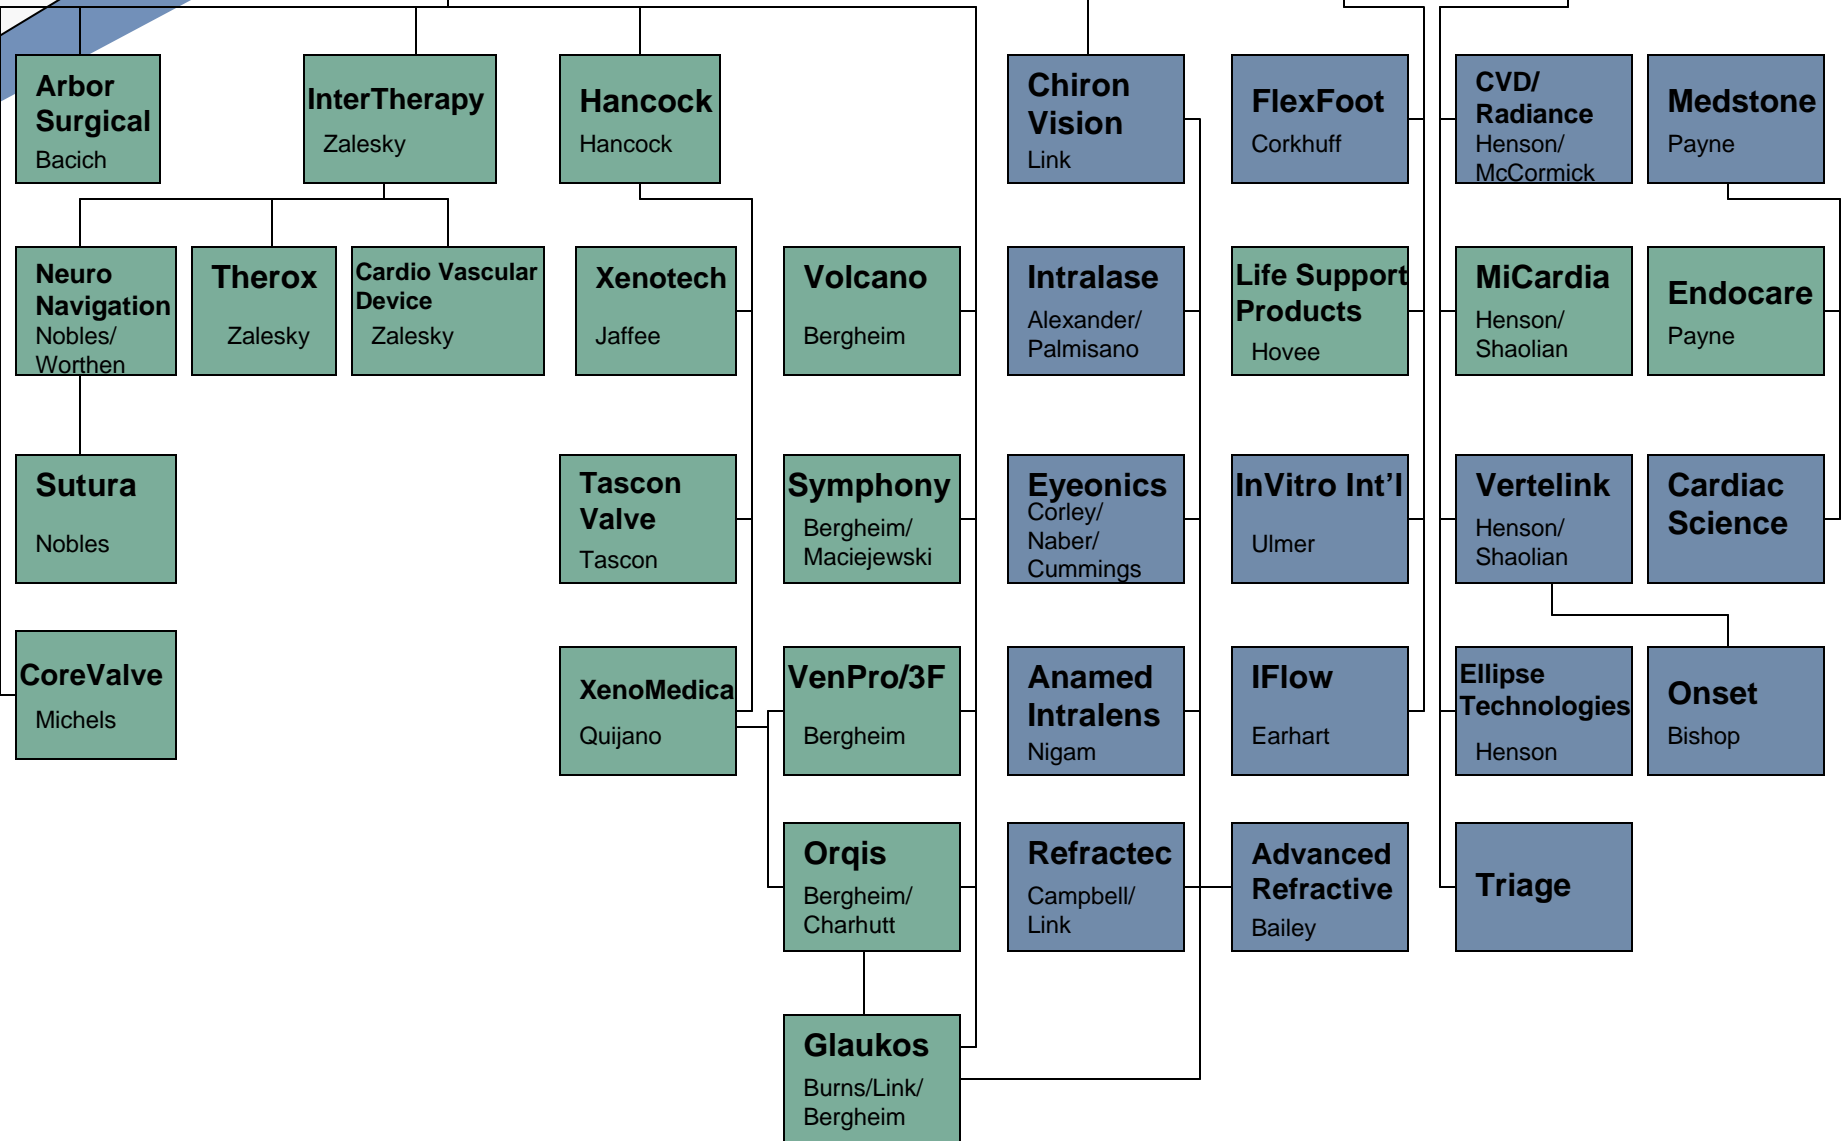 Arbor
Surgical
Bacich
InterTherapy
Zalesky
Hancock
Hancock
Chiron
Vision
Link
FlexFoot
Corkhuff
CVD/
Radiance
Henson/
McCormick
Medstone
Payne
Neuro
Navigation
Nobles/
Worthen
Therox
Zalesky
Cardio Vascular
Device
Zalesky
Xenotech
Jaffee
Volcano
Bergheim
Intralase
Alexander/
Palmisano
Life Support
Products
Hovee
MiCardia
Henson/
Shaolian
Endocare
Payne
Sutura
Nobles
Tascon
Valve
Tascon
Symphony
Bergheim/
Maciejewski
Eyeonics
Corley/
Naber/
Cummings
InVitro Int’l
Ulmer
Vertelink
Henson/
Shaolian
Cardiac
Science
CoreValve
Michels
XenoMedica
Quijano
VenPro/3F
Bergheim
Anamed
Intralens
Nigam
IFlow
Earhart
Ellipse
Technologies
Henson
Onset
Bishop
Orqis
Bergheim/
Charhutt
Refractec
Campbell/
Link
Advanced
Refractive
Bailey
Triage
Glaukos
Burns/Link/
Bergheim